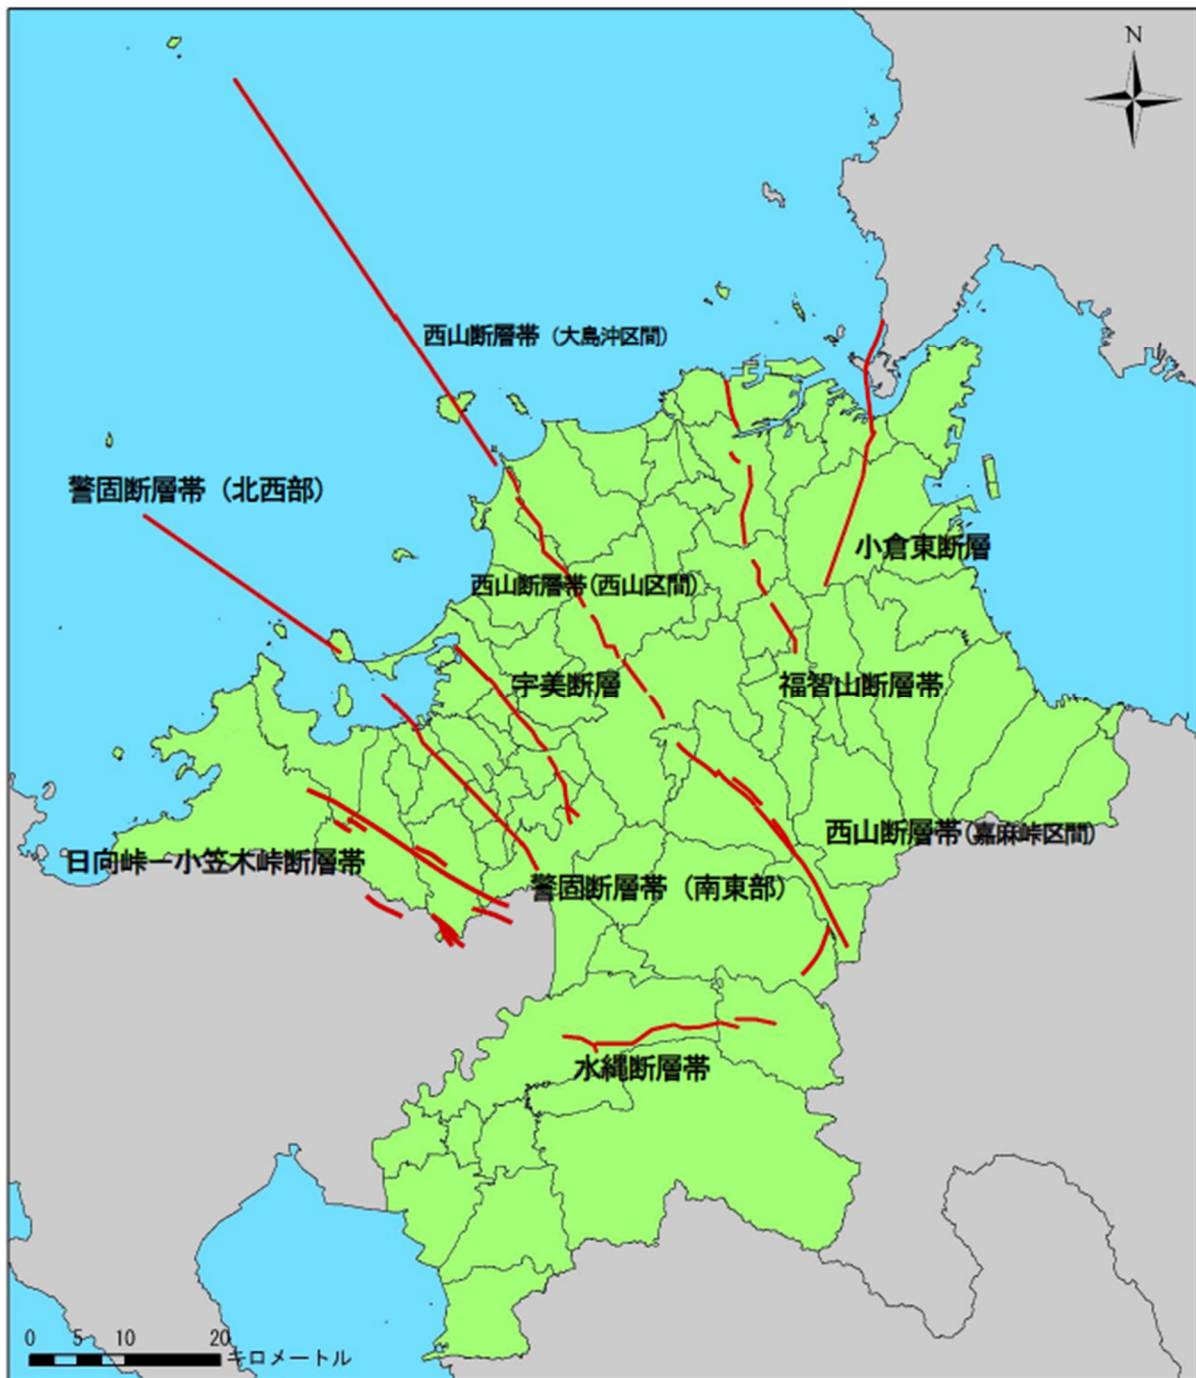 N
西山断層帯（大島沖区間）
警固断層帯（北西部）
小倉東断層
西山断層帯（西山区間）
宇美断層
福智山断層帯
西山断層帯（嘉麻峠区間）
日向峠ー小笠木峠断層帯
警固断層帯（南東部）
水縄断層帯
0 5 10 20
キロメートル